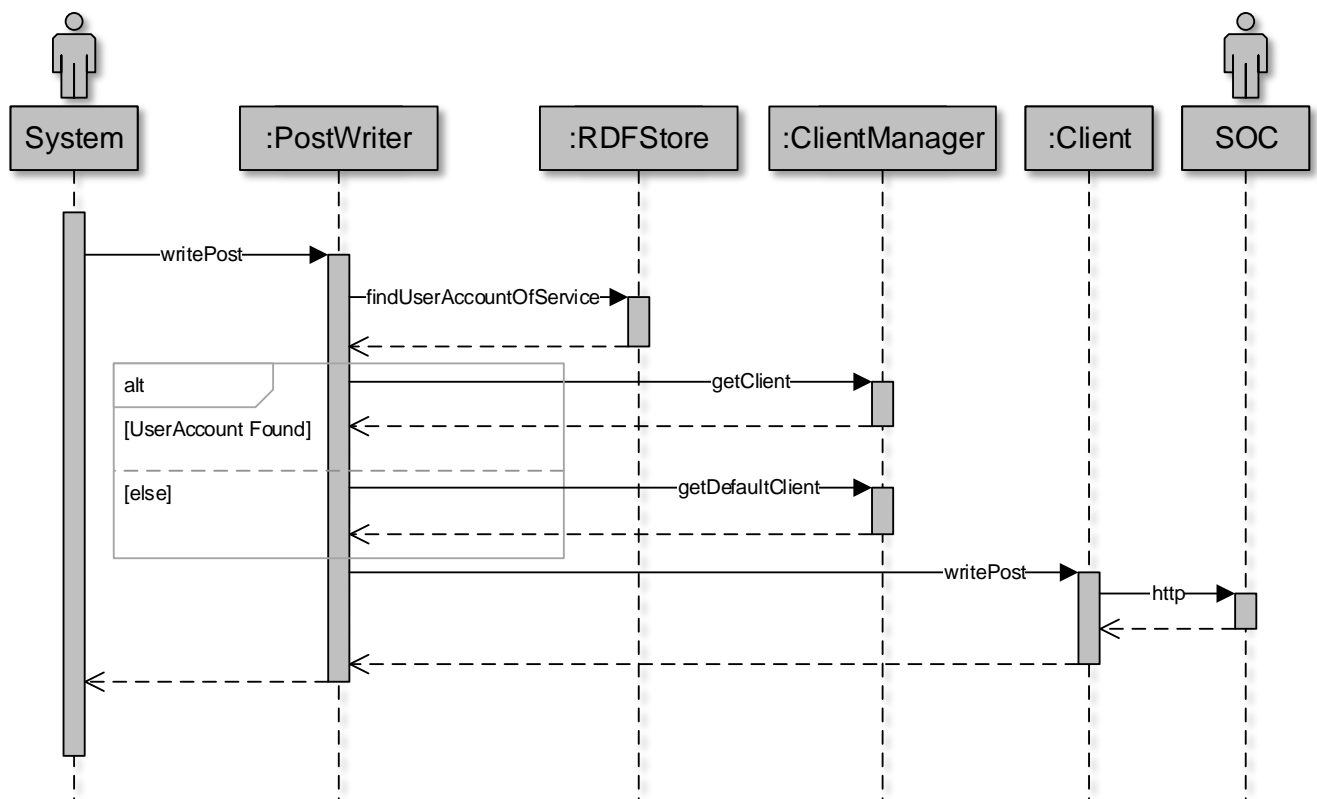 System
:PostWriter
:RDFStore
:ClientManager
:Client
SOC
writePost
findUserAccountOfService
alt
getClient
[UserAccount Found]
[else]
getDefaultClient
writePost
http